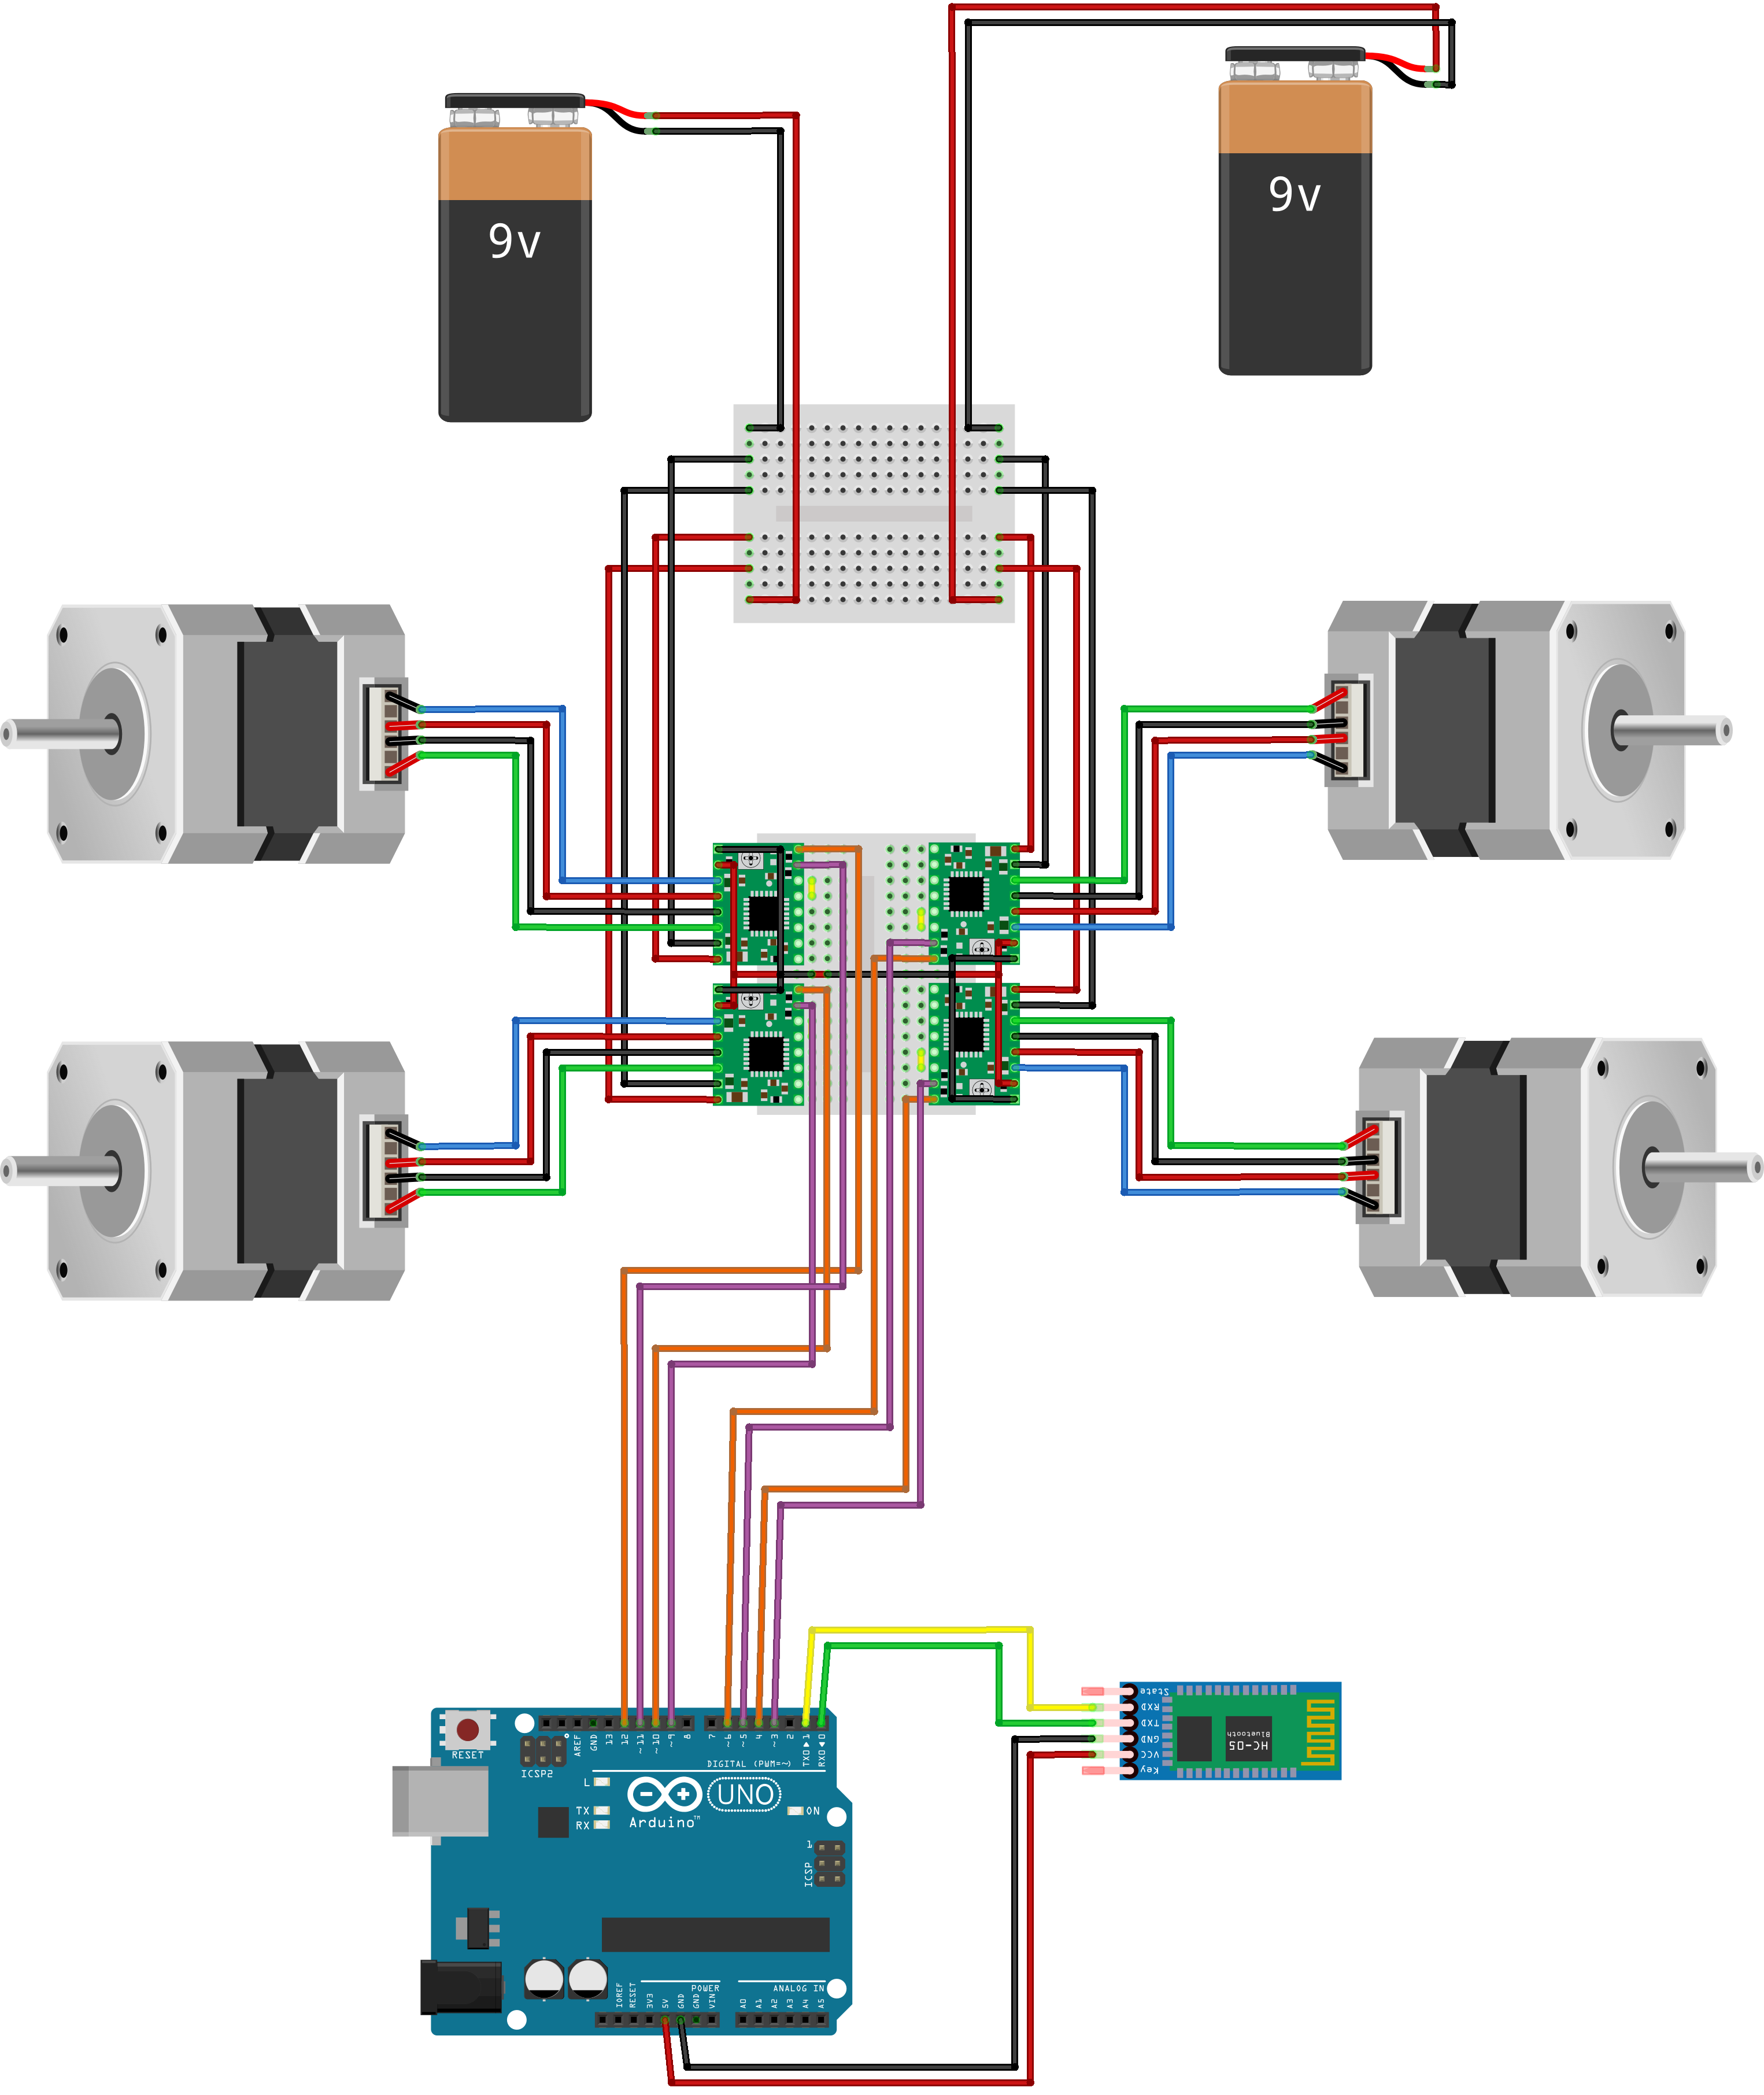 9v
9v
RESET
ICSP2
AREF
GND
13
12
~11
~10
~9
8
7
~6
~5
4
~3
2
TX0▶1
RX0◀0
DIGITAL (PWM=~)
L
TX
RX
Arduino™
UNO
ON
1
ICSP
IOREF
RESET
3V3
5V
GND
GND
VIN
POWER
A0
A1
A2
A3
A4
A5
ANALOG IN
State
RXD
TXD
GND
VCC
Key
HC-05
Bluetooth